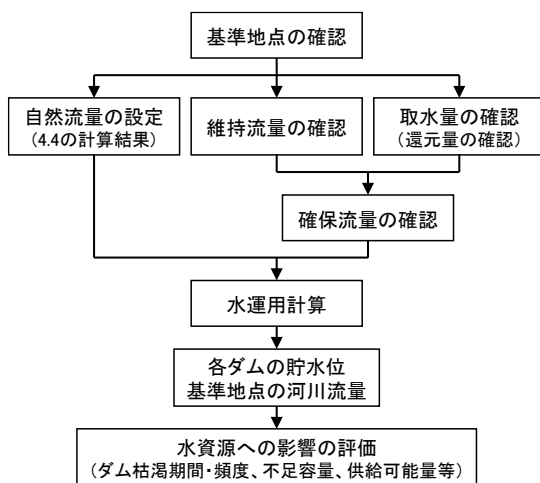 基準地点の確認
自然流量の設定
(4.4の計算結果)
維持流量の確認
取水量の確認
(還元量の確認)
確保流量の確認
水運用計算
各ダムの貯水位
基準地点の河川流量
水資源への影響の評価
(ダム枯渇期間・頻度、不足容量、供給可能量等)